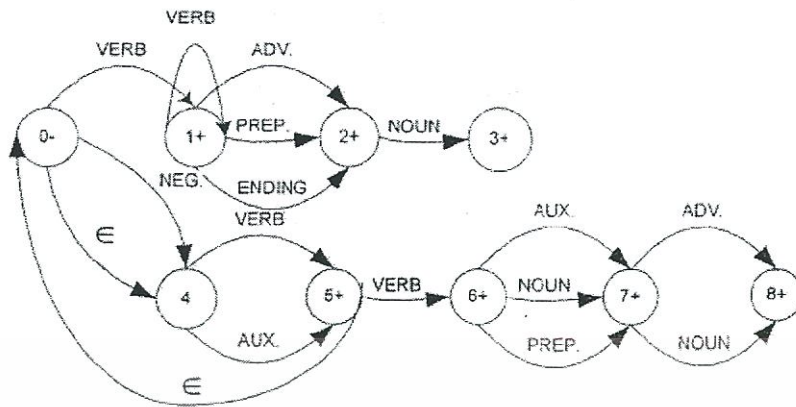 VERB
VERB ADV.
0- 1+ PREP. 2+ NOUN 3+
NEG. ENDING
∈ VERB AUX. ADV.
4 5+ VERB 6+ NOUN 7+ 8+
AUX. PREP. NOUN
∈